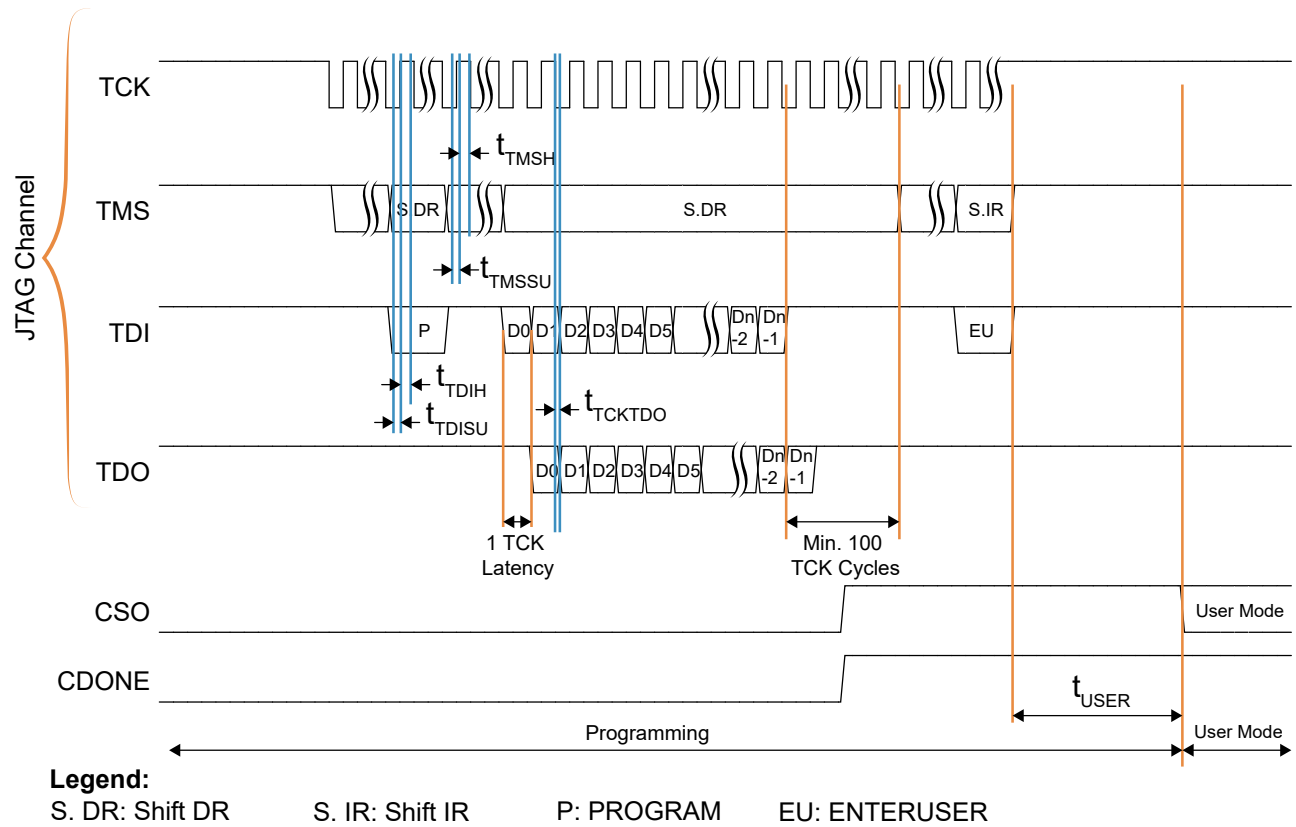 JTAG Channel
TCK
t TMSH
TMS
S.DR
S.DR
S.IR
t TMSSU
TDI
P
D0
D1
D2
D3
D4
D5
Dn
-2
Dn
-1
EU
t TDIH
t TDISU
t TCKTDO
TDO
D0
D1
D2
D3
D4
D5
Dn
-2
Dn
-1
1 TCK
Latency
Min. 100
TCK Cycles
CSO
User Mode
CDONE
t USER
Programming
User Mode
Legend:
S. DR: Shift DR S. IR: Shift IR P: PROGRAM EU: ENTERUSER